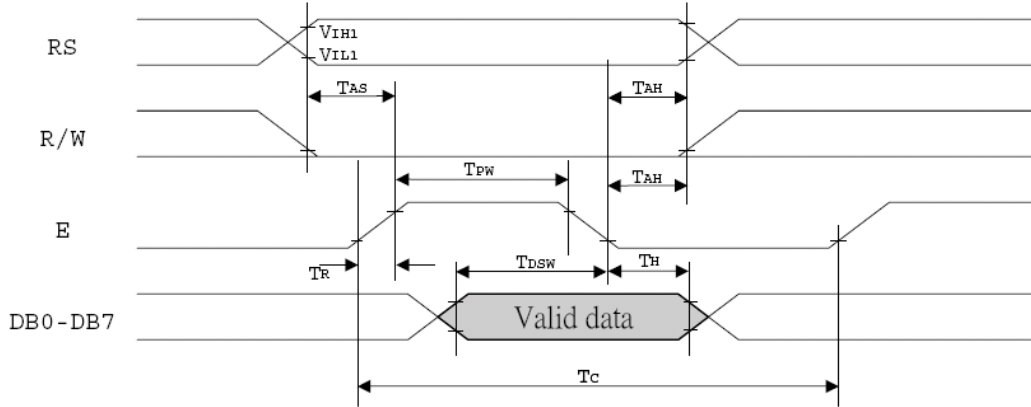 RS
VIH1
VIL1
TAS
TAH
R/W
TPW
TAH
E
TR
TDSW
TH
DB0-DB7
Valid data
TC